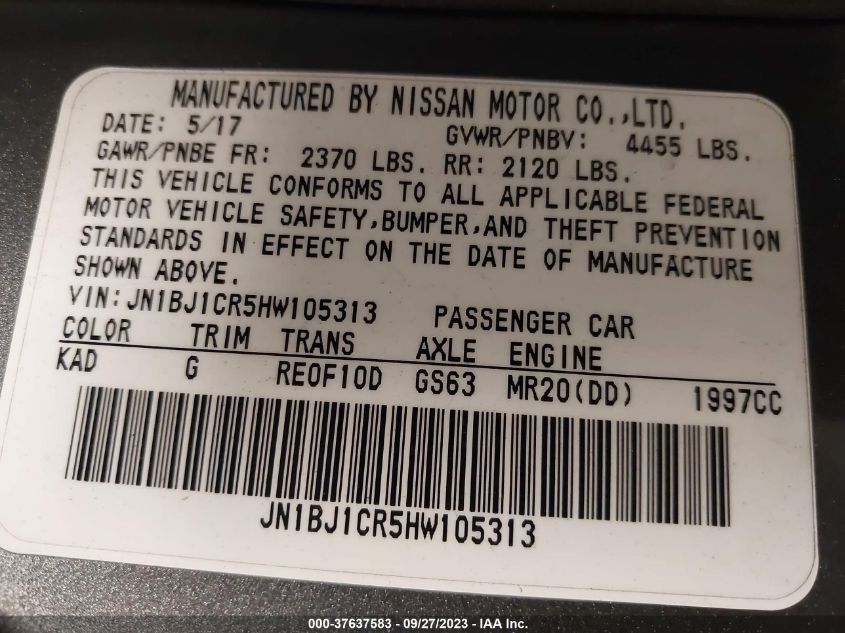 MANUFACTURED BY NISSAN MOTOR CO.,LTD.
DATE: 5/17 GVWR/PNBV: 4455 LBS.
GAWR/PNBE FR: 2370 LBS. RR: 2120 LBS.
THIS VEHICLE CONFORMS TO ALL APPLICABLE FEDERAL
MOTOR VEHICLE SAFETY,BUMPER,AND THEFT PREVENTION
STANDARDS IN EFFECT ON THE DATE OF MANUFACTURE
SHOWN ABOVE.
VIN:JN1BJ1CR5HW105313 PASSENGER CAR
COLOR TRIM TRANS AXLE ENGINE
KAD G RE0F10D GS63 MR20(DD) 1997CC
JN1BJ1CR5HW105313
000-37637583 - 09/27/2023 - IAA Inc.